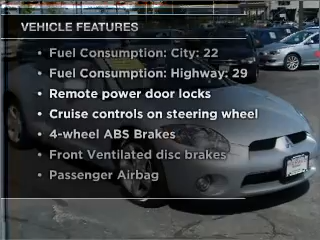 VEHICLE FEATURES
• Fuel Consumption: City: 22
• Fuel Consumption: Highway: 29
• Remote power door locks
• Cruise controls on steering wheel
• 4-wheel ABS Brakes
• Front Ventilated disc brakes
• Passenger Airbag